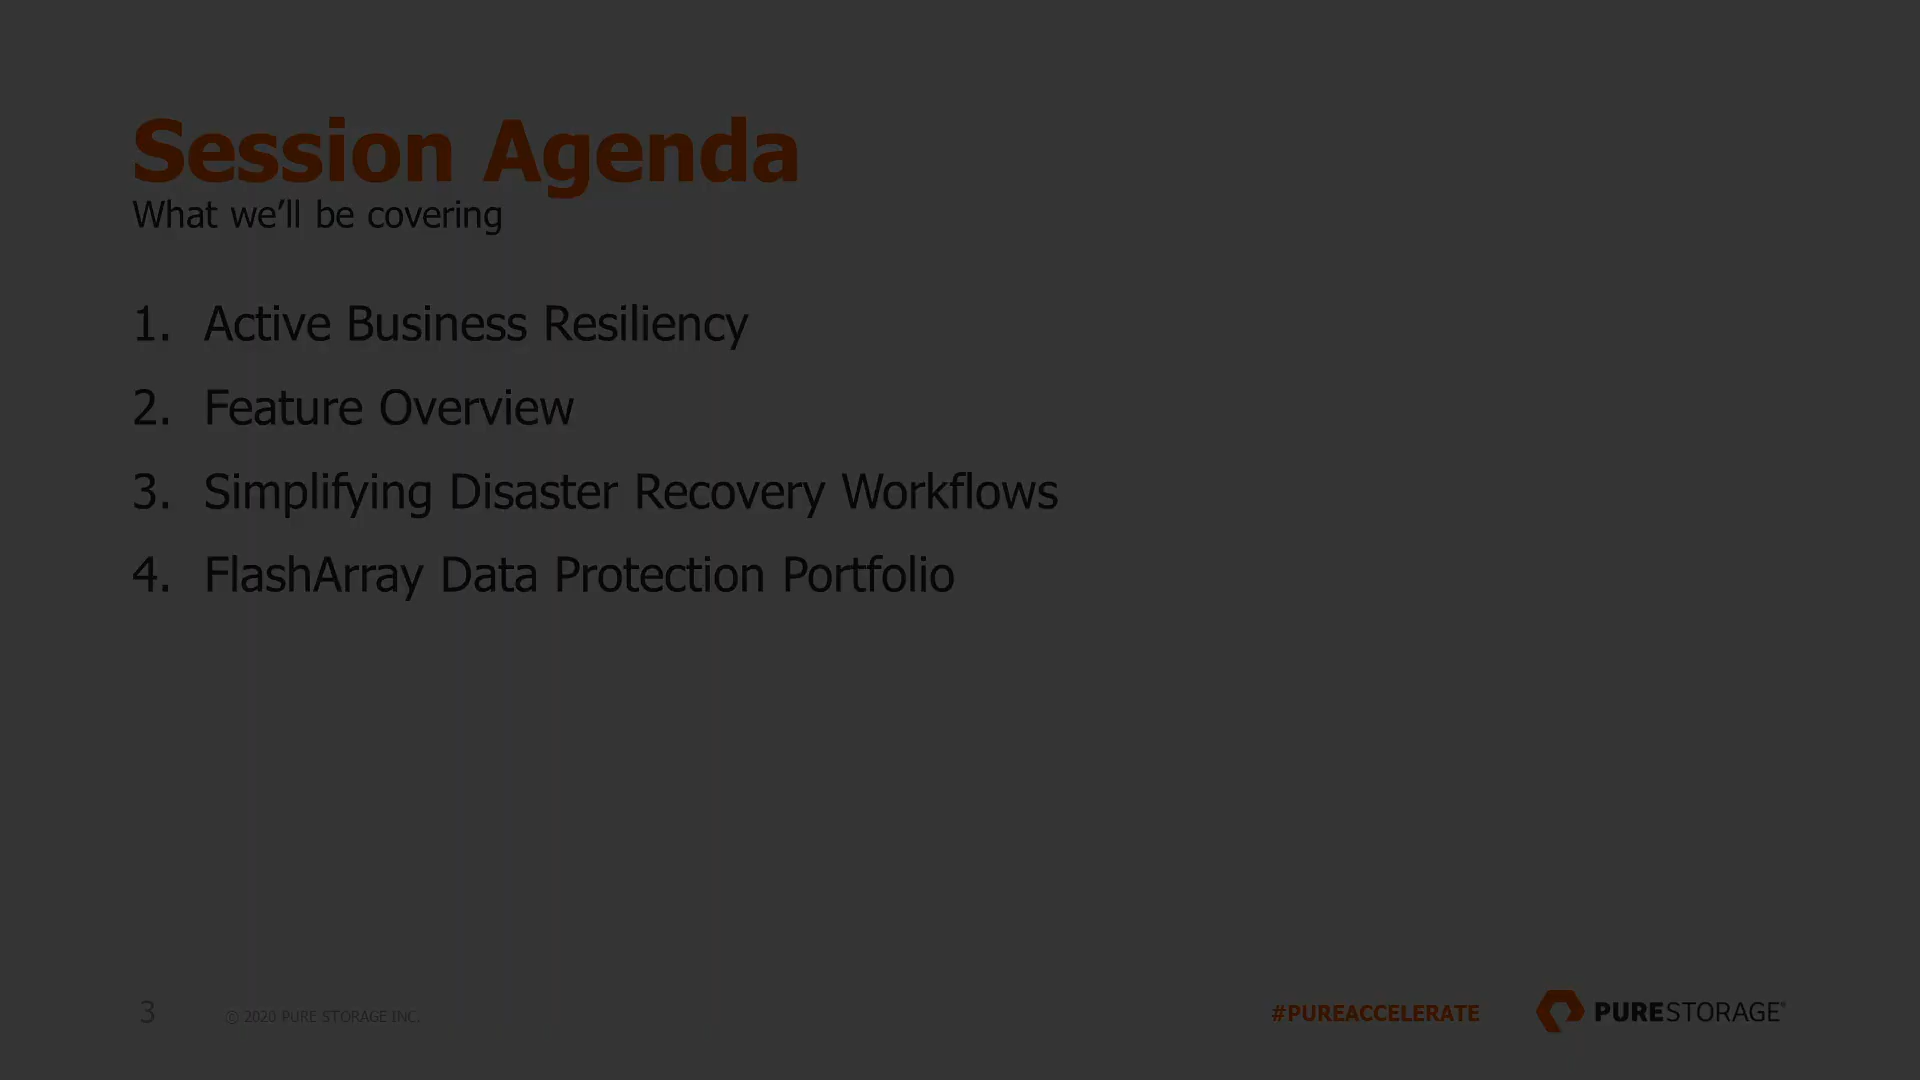 Session Agenda
What we’ll be covering
1. Active Business Resiliency
2. Feature Overview
3. Simplifying Disaster Recovery Workflows
4. FlashArray Data Protection Portfolio
3 © 2020 PURE STORAGE INC. #PUREACCELERATE PURESTORAGE®